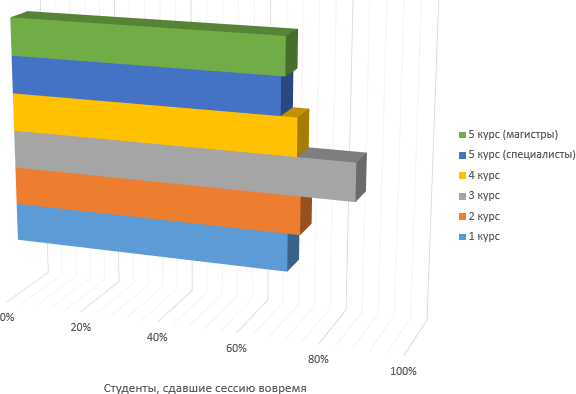 5 курс (магистры)
5 курс (специалисты)
4 курс
3 курс
2 курс
1 курс
0%
20%
40%
60%
80%
100%
Студенты, сдавшие сессию вовремя